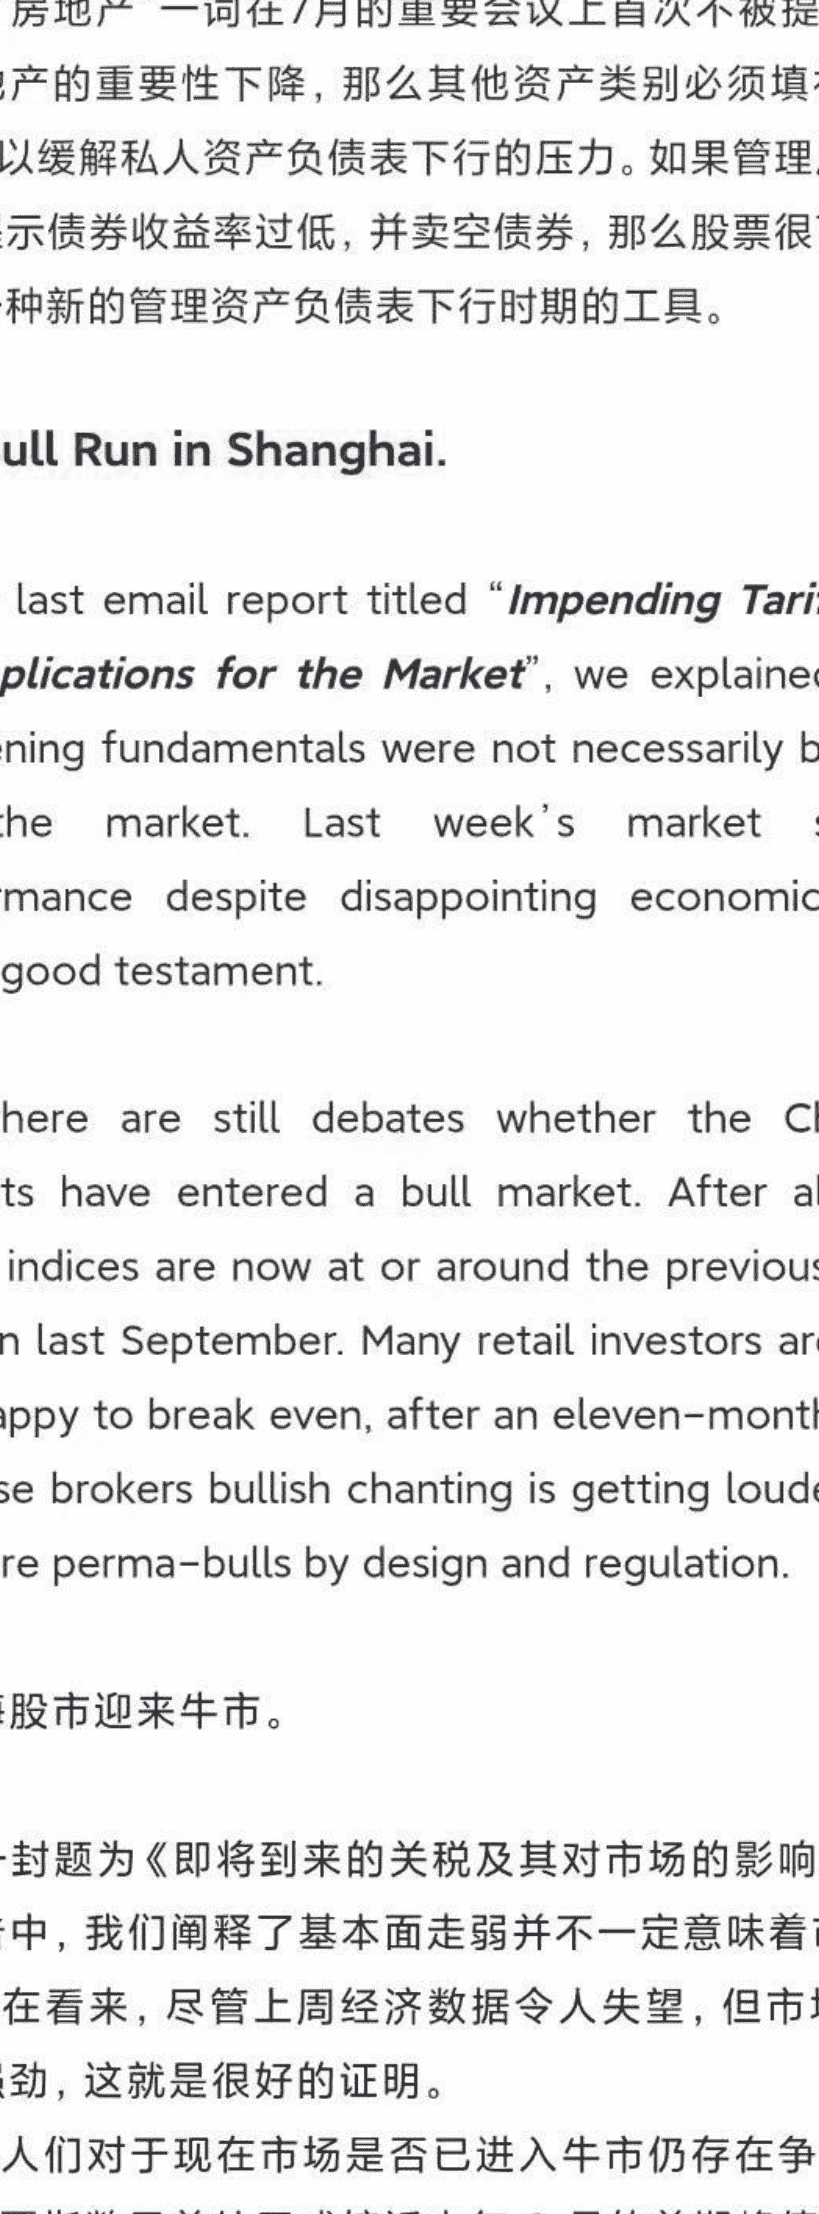 房地产"一词在7月的重要会议上首次不被提
产的重要性下降，那么其他资产类别必须填
以缓解私人资产负债表下行的压力。如果管理
示债券收益率过低，并卖空债券，那么股票很
种新的管理资产负债表下行时期的工具。
ull Run in Shanghai.
last email report titled “Impending Tari
plications for the Market”, we explained
ening fundamentals were not necessarily b
the market. Last week’s market s
rmance despite disappointing economic
good testament.
here are still debates whether the Ch
ts have entered a bull market. After al
indices are now at or around the previous
n last September. Many retail investors are
appy to break even, after an eleven-month
se brokers bullish chanting is getting loude
re perma-bulls by design and regulation.
股市迎来牛市。
封题为《即将到来的关税及其对市场的影响
中，我们阐释了基本面走弱并不一定意味着
在看来，尽管上周经济数据令人失望，但市场
劲，这就是很好的证明。
人们对于现在市场是否已进入牛市仍存在争